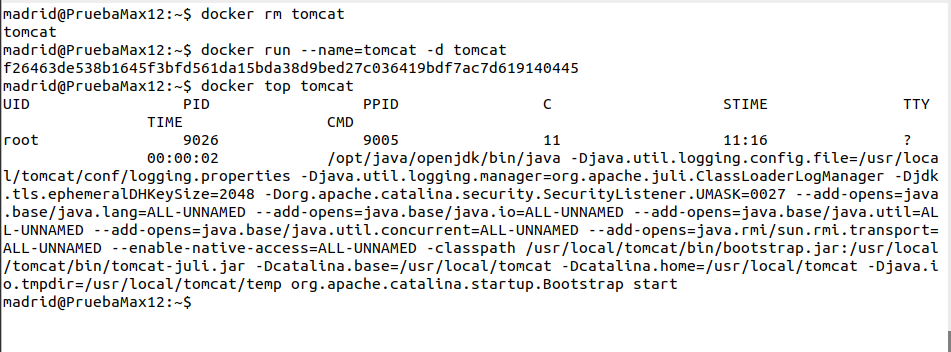 madrid@PruebaMax12:~$ docker rm tomcat
tomcat
madrid@PruebaMax12:~$ docker run --name=tomcat -d tomcat
f26463de538b1645f3bfd561da15bda38d9bed27c036419bdf7ac7d619140445
madrid@PruebaMax12:~$ docker top tomcat
UID                 PID                 PPID                C                   STIME               TTY
                TIME                CMD
root                9026                9005                11                  11:16               ?
                00:00:02            /opt/java/openjdk/bin/java -Djava.util.logging.config.file=/usr/loca
l/tomcat/conf/logging.properties -Djava.util.logging.manager=org.apache.juli.ClassLoaderLogManager -Djdk
.tls.ephemeralDHKeySize=2048 -Dorg.apache.catalina.security.SecurityListener.UMASK=0027 --add-opens=java
.base/java.lang=ALL-UNNAMED --add-opens=java.base/java.io=ALL-UNNAMED --add-opens=java.base/java.util=AL
L-UNNAMED --add-opens=java.base/java.util.concurrent=ALL-UNNAMED --add-opens=java.rmi/sun.rmi.transport=
ALL-UNNAMED --enable-native-access=ALL-UNNAMED -classpath /usr/local/tomcat/bin/bootstrap.jar:/usr/local
/tomcat/bin/tomcat-juli.jar -Dcatalina.base=/usr/local/tomcat -Dcatalina.home=/usr/local/tomcat -Djava.i
o.tmpdir=/usr/local/tomcat/temp org.apache.catalina.startup.Bootstrap start
madrid@PruebaMax12:~$